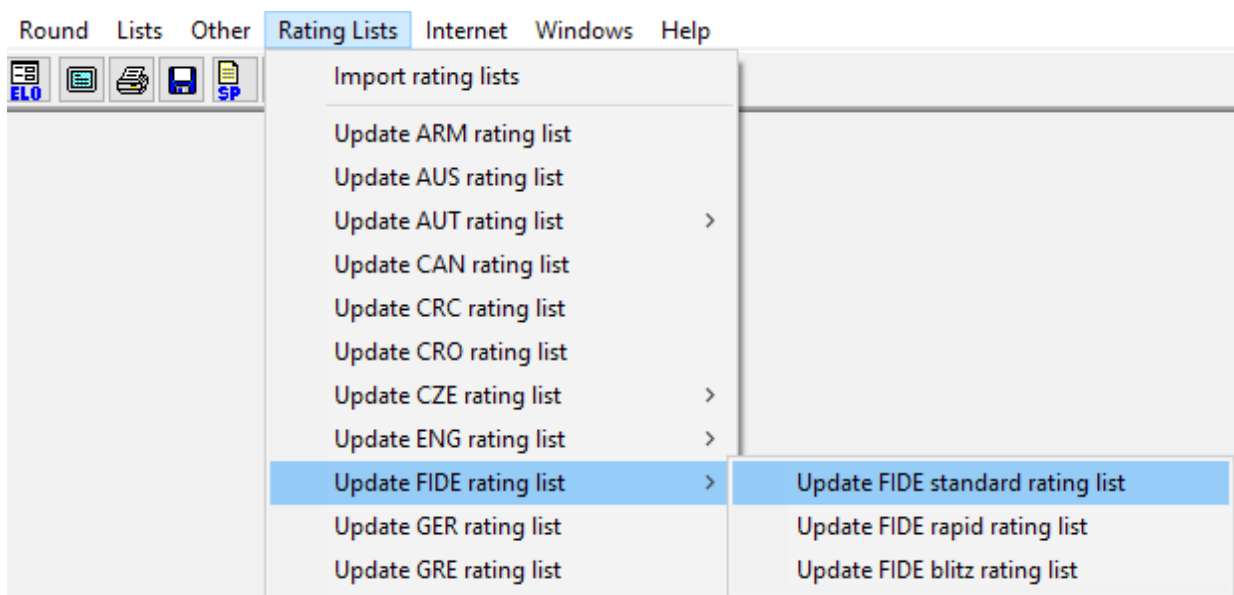 Round Lists Other Rating Lists Internet Windows Help
ELO SP
Import rating lists
Update ARM rating list
Update AUS rating list
Update AUT rating list >
Update CAN rating list
Update CRC rating list
Update CRO rating list
Update CZE rating list >
Update ENG rating list >
Update FIDE rating list > Update FIDE standard rating list
Update GER rating list Update FIDE rapid rating list
Update GRE rating list Update FIDE blitz rating list